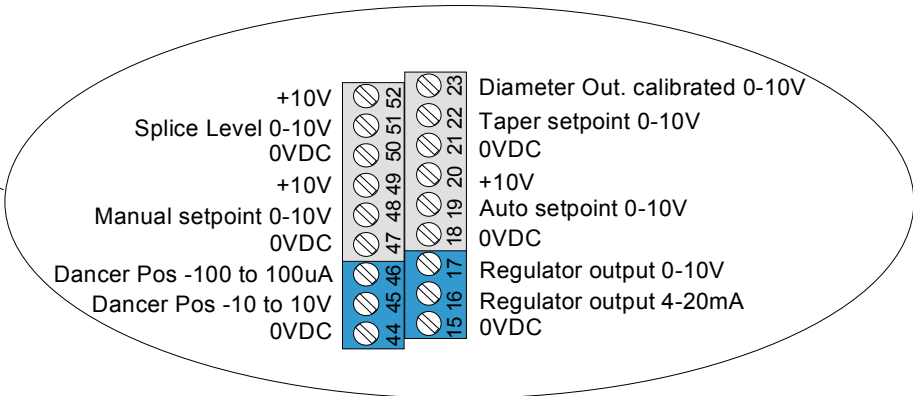 +10V 52 23 Diameter Out. calibrated 0-10V
Splice Level 0-10V 51 22 Taper setpoint 0-10V
0VDC 50 21 0VDC
+10V 49 20 +10V
Manual setpoint 0-10V 48 19 Auto setpoint 0-10V
0VDC 47 18 0VDC
Dancer Pos -100 to 100uA 46 17 Regulator output 0-10V
Dancer Pos -10 to 10V 45 16 Regulator output 4-20mA
0VDC 44 15 0VDC